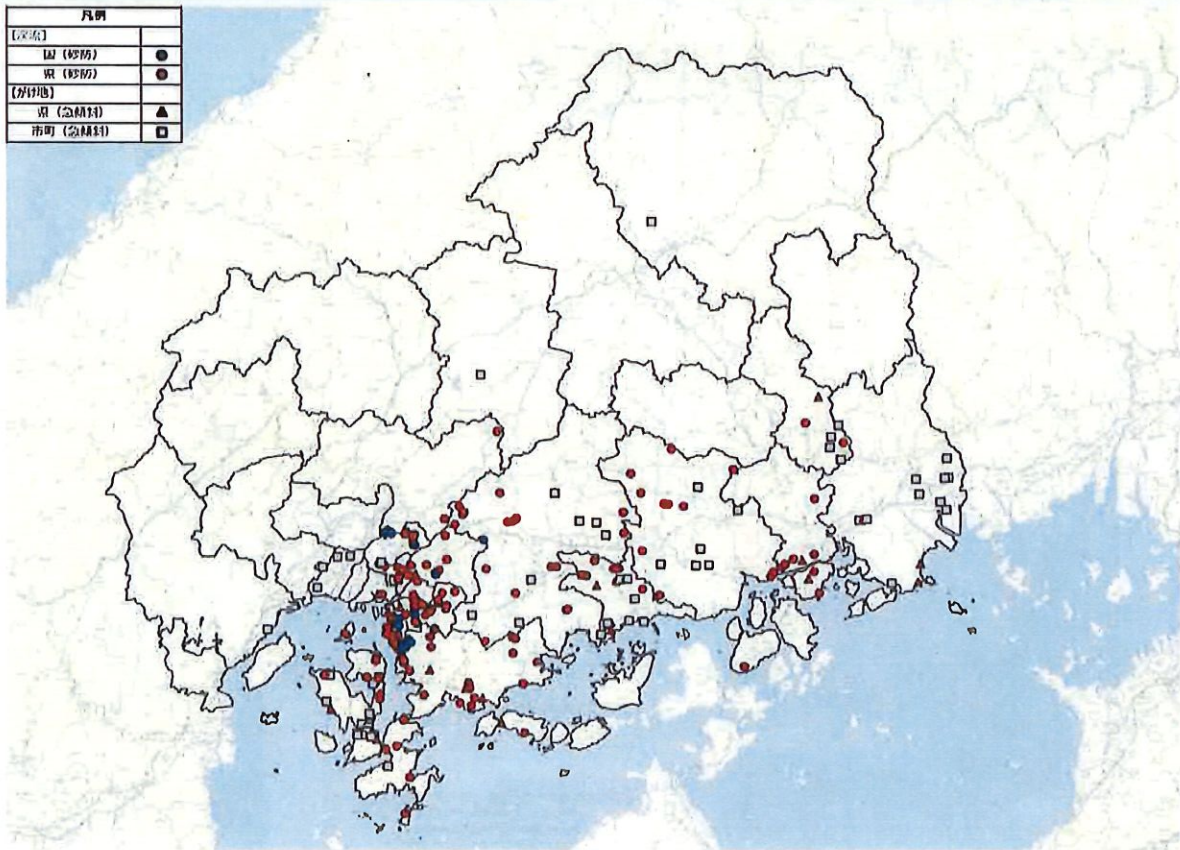 凡例
【渓流】
国（砂防）
県（砂防）
【がけ地】
県（急傾斜）
市町（急傾斜）